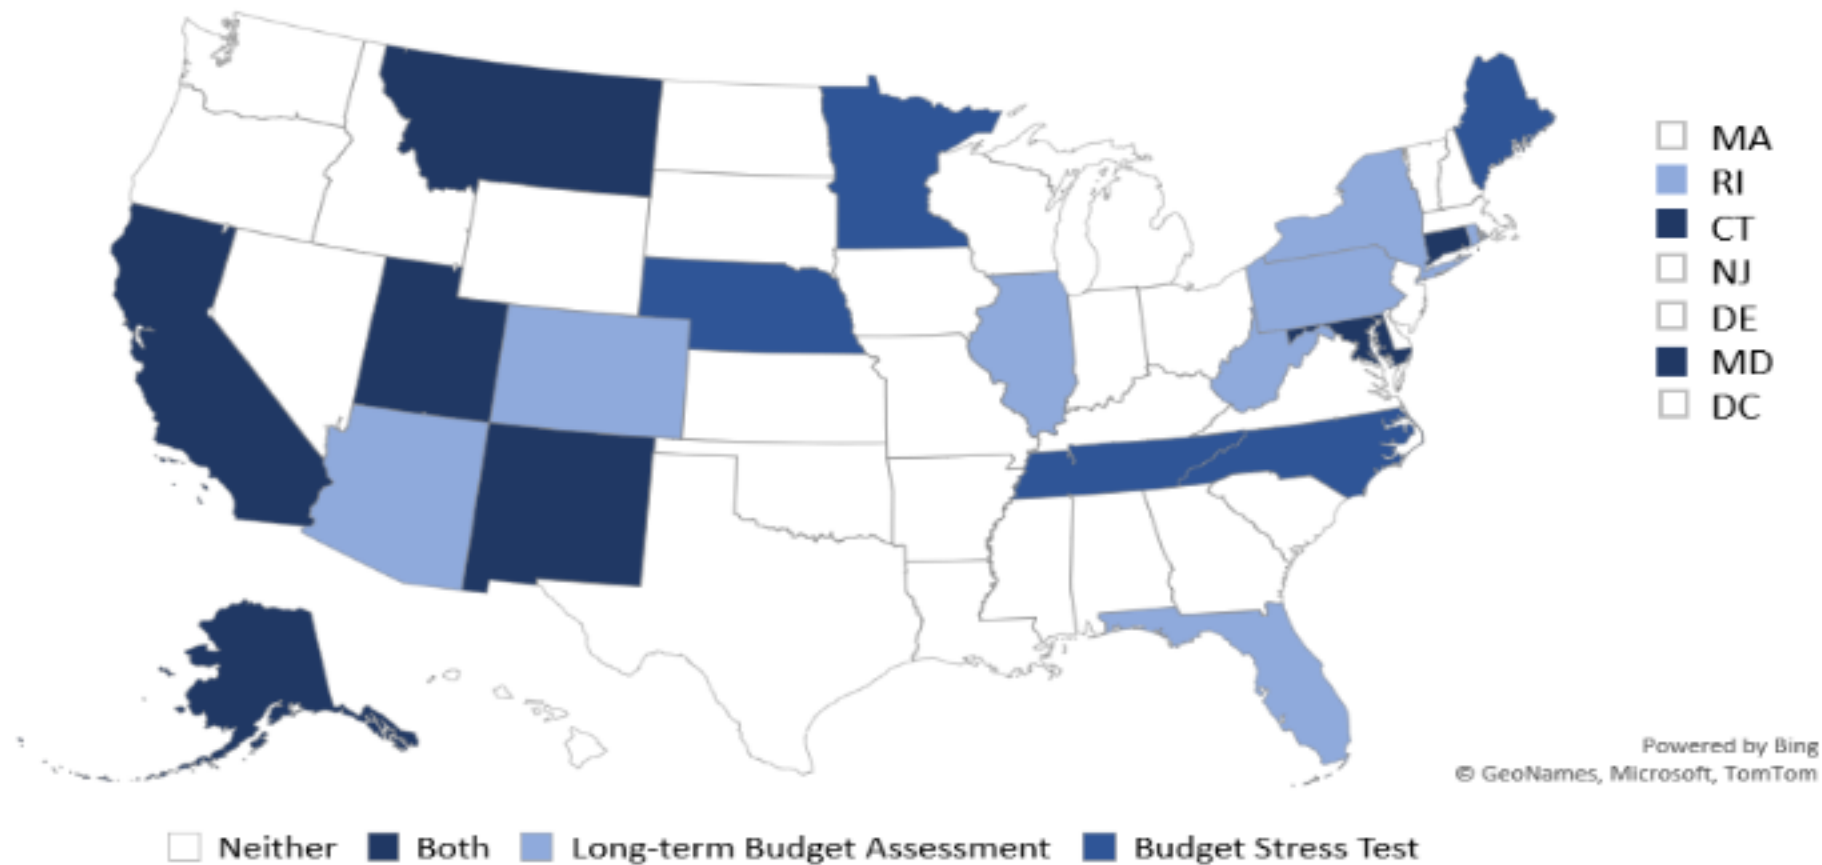 MA
RI
CT
NJ
DE
MD
DC
Powered by Bing
© GeoNames, Microsoft, TomTom
Neither Both Long-term Budget Assessment Budget Stress Test